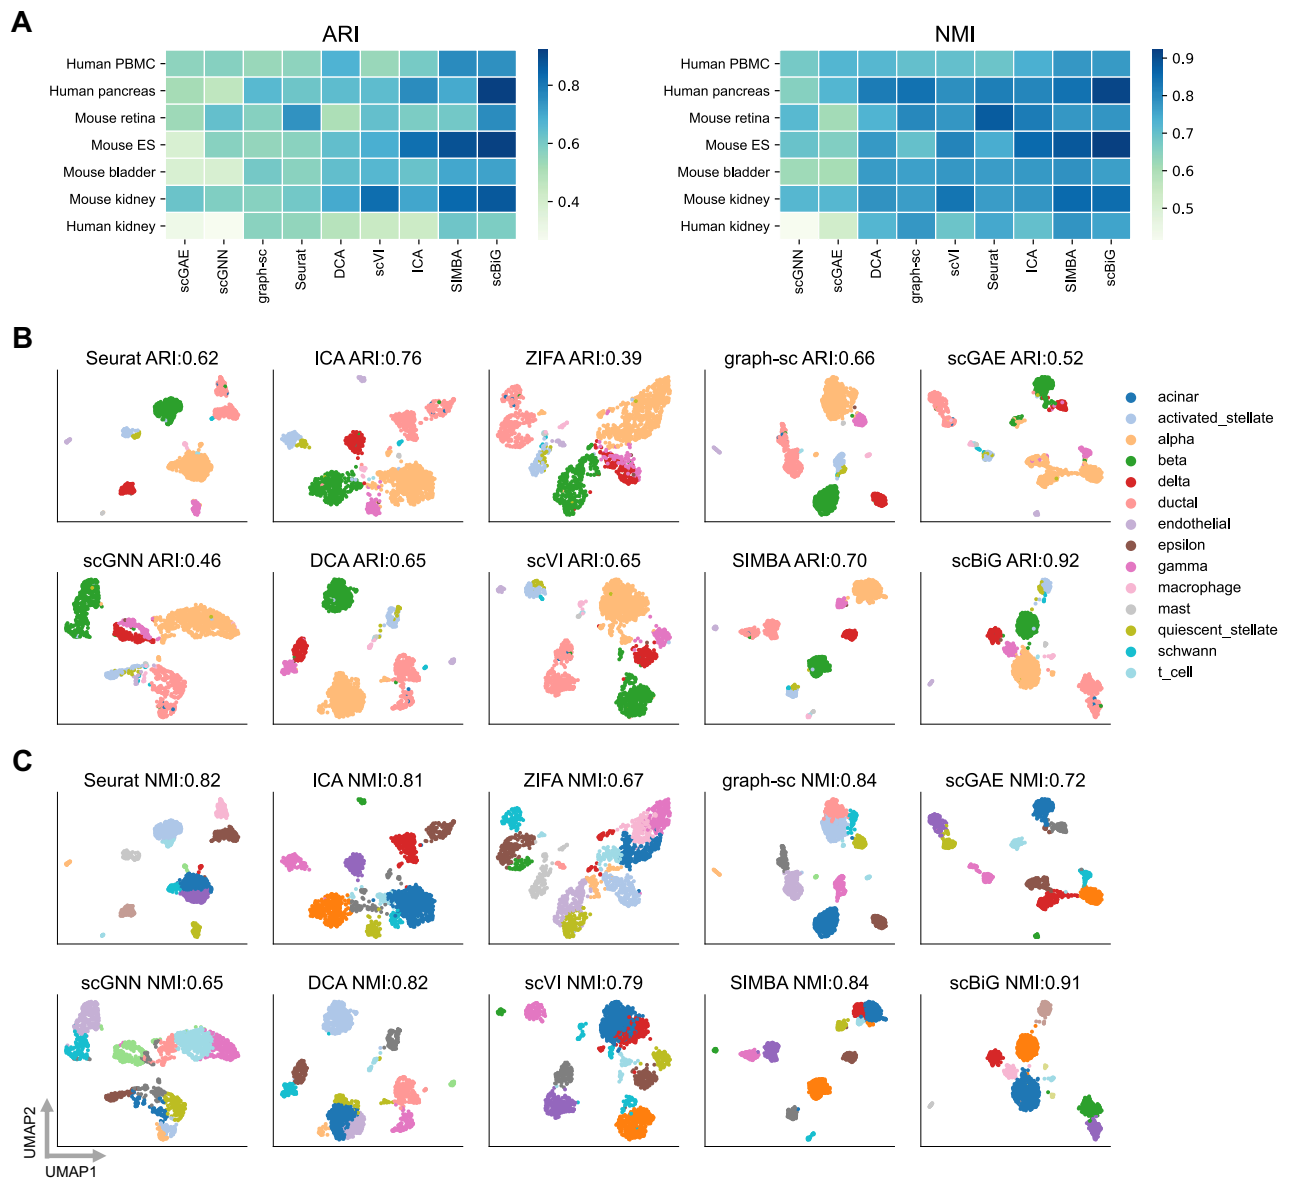 A
ARI
NMI
Human PBMC
Human pancreas
Mouse retina
Mouse ES
Mouse bladder
Mouse kidney
Human kidney
scGAE
scGNN
graph-sc
Seurat
DCA
scVI
ICA
SIMBA
scBiG
0.8
0.6
0.4
Human PBMC
Human pancreas
Mouse retina
Mouse ES
Mouse bladder
Mouse kidney
Human kidney
scGNN
scGAE
DCA
graph-sc
scVI
Seurat
ICA
SIMBA
scBiG
0.9
0.8
0.7
0.6
0.5
B
Seurat ARI:0.62
ICA ARI:0.76
ZIFA ARI:0.39
graph-sc ARI:0.66
scGAE ARI:0.52
scGNN ARI:0.46
DCA ARI:0.65
scVI ARI:0.65
SIMBA ARI:0.70
scBiG ARI:0.92
acinar
activated_stellate
alpha
beta
delta
ductal
endothelial
epsilon
gamma
macrophage
mast
quiescent_stellate
schwann
t_cell
C
Seurat NMI:0.82
ICA NMI:0.81
ZIFA NMI:0.67
graph-sc NMI:0.84
scGAE NMI:0.72
scGNN NMI:0.65
DCA NMI:0.82
scVI NMI:0.79
SIMBA NMI:0.84
scBiG NMI:0.91
UMAP2
UMAP1